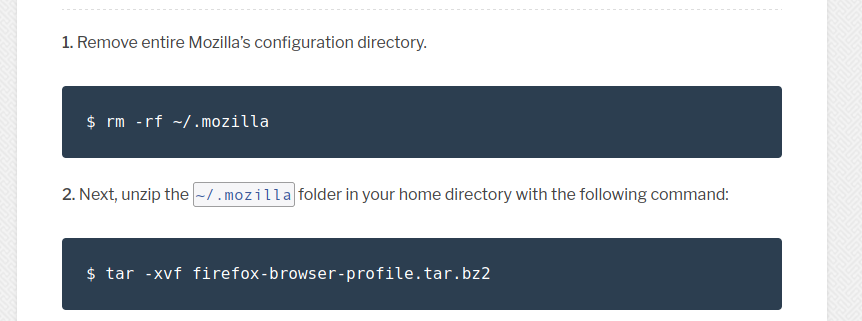 1. Remove entire Mozilla's configuration directory.
$ rm -rf ~/.mozilla
2. Next, unzip the ~/.mozilla folder in your home directory with the following command:
$ tar -xvf firefox-browser-profile.tar.bz2